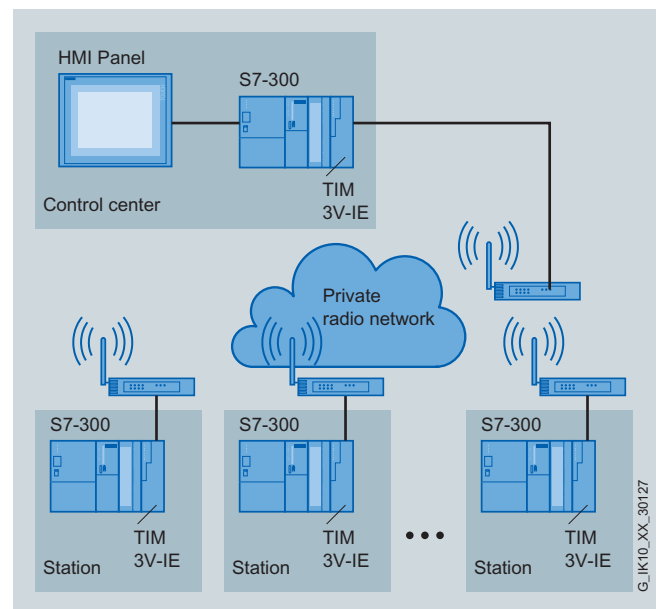 HMI Panel
S7-300
TIM
3V-IE
Control center
Private
radio network
S7-300
TIM
3V-IE
Station
S7-300
TIM
3V-IE
Station
S7-300
TIM
3V-IE
Station
G_IK10_XX_30127